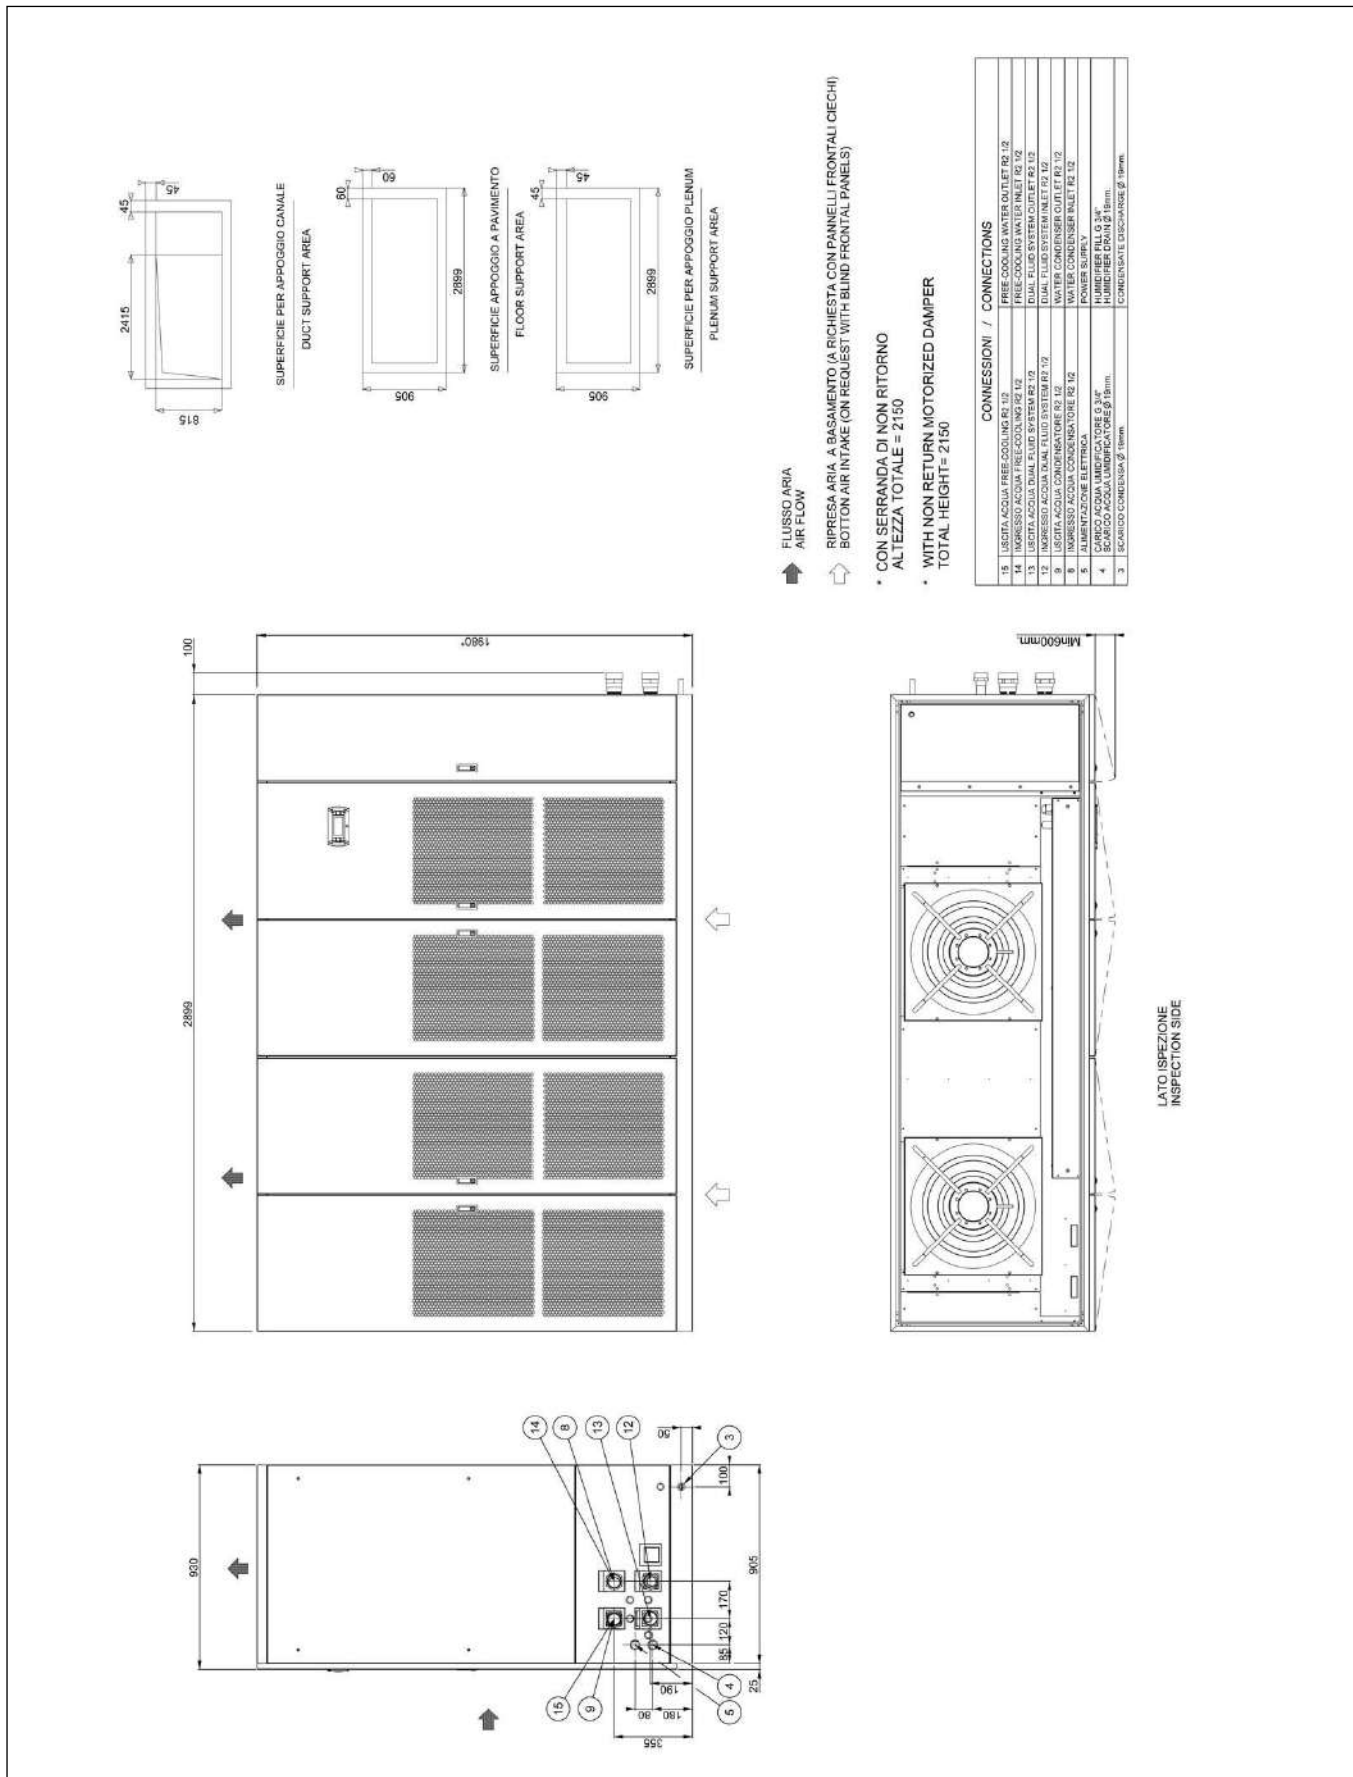 2415
45
45
815
SUPERFICIE PER APPOGGIO CANALE
DUCT SUPPORT AREA
60
60
2899
905
SUPERFICIE APPOGGIO A PAVIMENTO
FLOOR SUPPORT AREA
45
45
2899
905
SUPERFICIE PER APPOGGIO PLENUM
PLENUM SUPPORT AREA
FLUSSO ARIA
AIR FLOW
RIPRESA ARIA A BASAMENTO (A RICHIESTA CON PANNELLI FRONTALI CIECHI)
BOTTON AIR INTAKE (ON REQUEST WITH BLIND FRONTAL PANELS)
* CON SERRANDA DI NON RITORNO
ALTEZZA TOTALE = 2150
* WITH NON RETURN MOTORIZED DAMPER
TOTAL HEIGHT= 2150
CONNESSIONI / CONNECTIONS
15 USCITA ACQUA FREE-COOLING R2 1/2 FREE-COOLING WATER OUTLET R2 1/2
14 INGRESSO ACQUA FREE-COOLING R2 1/2 FREE-COOLING WATER INLET R2 1/2
13 USCITA ACQUA DUAL FLUID SYSTEM R2 1/2 DUAL FLUID SYSTEM OUTLET R2 1/2
12 INGRESSO ACQUA DUAL FLUID SYSTEM R2 1/2 DUAL FLUID SYSTEM INLET R2 1/2
9 USCITA ACQUA CONDENSATORE R2 1/2 WATER CONDENSER OUTLET R2 1/2
8 INGRESSO ACQUA CONDENSATORE R2 1/2 WATER CONDENSER INLET R2 1/2
5 ALIMENTAZIONE ELETTRICA POWER SUPPLY
4 CARICO ACQUA UMIDIFICATORE G 3/4" HUMIDIFIER FILL G 3/4"
SCARICO ACQUA UMIDIFICATORE Ø 19mm. HUMIDIFIER DRAIN Ø 19mm.
3 SCARICO CONDENSA Ø 19mm. CONDENSATE DISCHARGE Ø 19mm.
2899
100
1980*
Min600mm.
LATO ISPEZIONE
INSPECTION SIDE
930
14
8
13
12
50
3
100
905
170
120
85
25
190
180
80
355
15
9
4
5